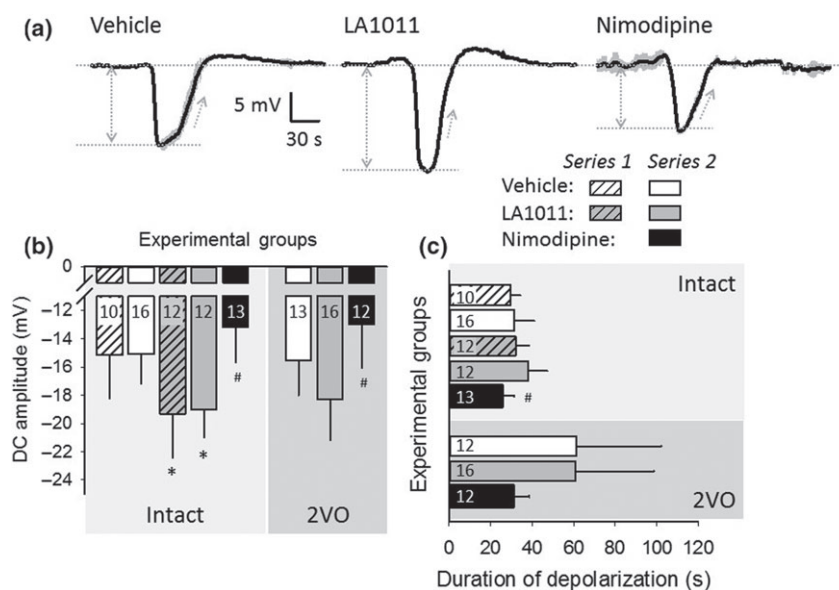 (a)
Vehicle
LA1011
Nimodipine
5 mV
30 s
Series 1 Series 2
Vehicle:
LA1011:
Nimodipine:
(b)
Experimental groups
DC amplitude (mV)
0
−12
−14
−16
−18
−20
−22
−24
10 16 12 12 13
13 16 12
# #
* *
Intact 2VO
(c)
Experimental groups
Intact
10
16
12
12
13 #
12
16
12
2VO
0 20 40 60 80 100 120
Duration of depolarization (s)